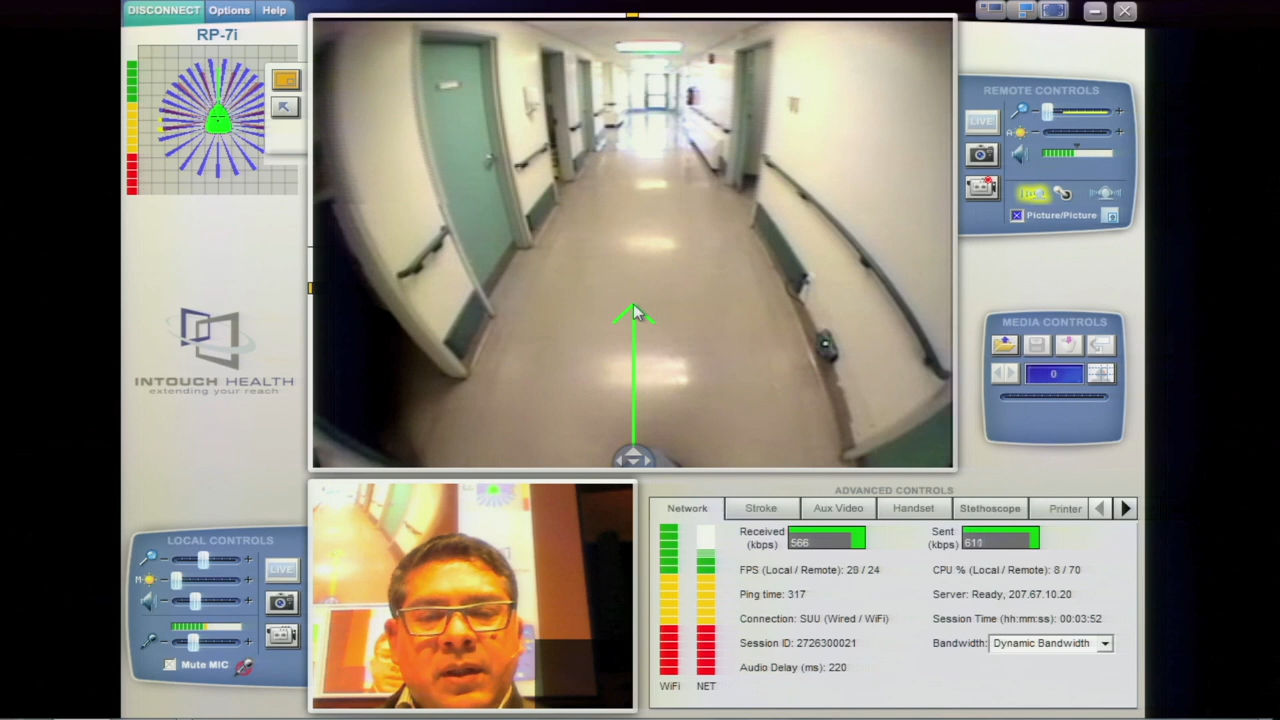 DISCONNECT Options Help
RP-7i
REMOTE CONTROLS
LIVE
A
Picture/Picture
INTOUCH HEALTH
extending your reach
MEDIA CONTROLS
0
LOCAL CONTROLS
LIVE
M
Mute MIC
ADVANCED CONTROLS
Network Stroke Aux Video Handset Stethoscope Printer
Received (kbps) 566
Sent (kbps) 611
FPS (Local / Remote): 29 / 24
CPU % (Local / Remote): 8 / 70
Ping time: 317
Server: Ready, 207.67.10.20
Connection: SUU (Wired / WiFi)
Session Time (hh:mm:ss): 00:03:52
Session ID: 2726300021
Bandwidth: Dynamic Bandwidth
Audio Delay (ms): 220
WiFi NET